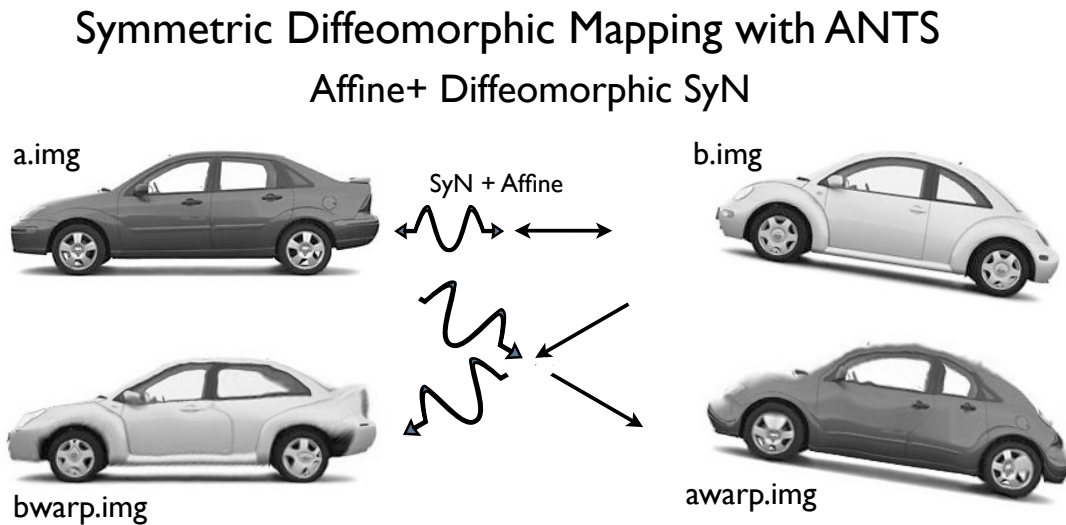 Symmetric Diffeomorphic Mapping with ANTS
Affine+ Diffeomorphic SyN
a.img
b.img
SyN + Affine
bwarp.img
awarp.img